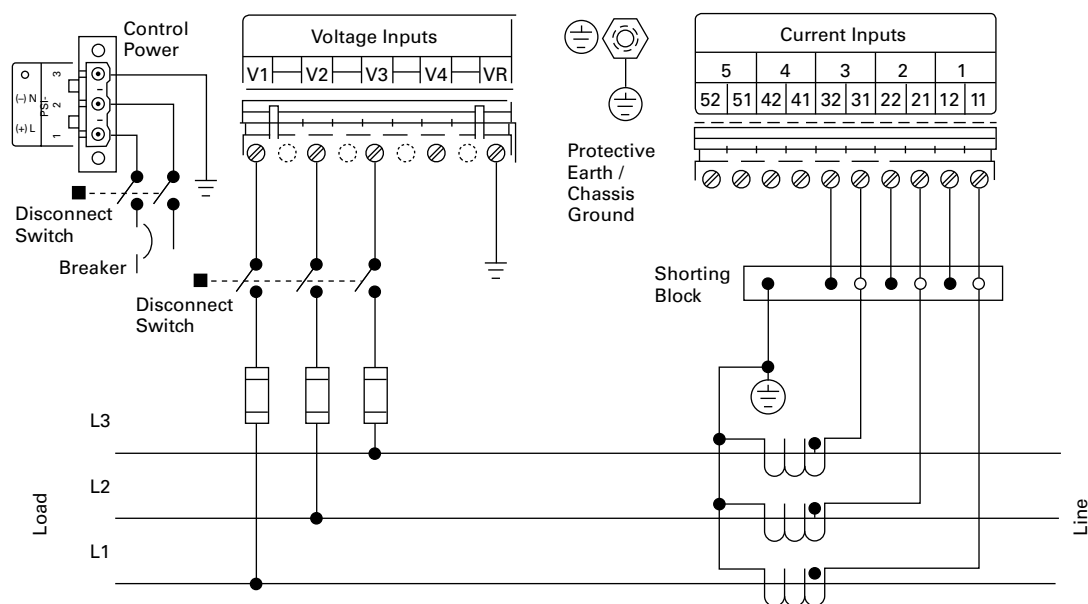 Control
Power
3
2
1
PSI-
(–) N
(+) L
Disconnect
Switch
Breaker
Voltage Inputs
V1 V2 V3 V4 VR
Disconnect
Switch
Protective
Earth /
Chassis
Ground
Current Inputs
5 4 3 2 1
52 51 42 41 32 31 22 21 12 11
Shorting
Block
L3
L2
L1
Load
Line